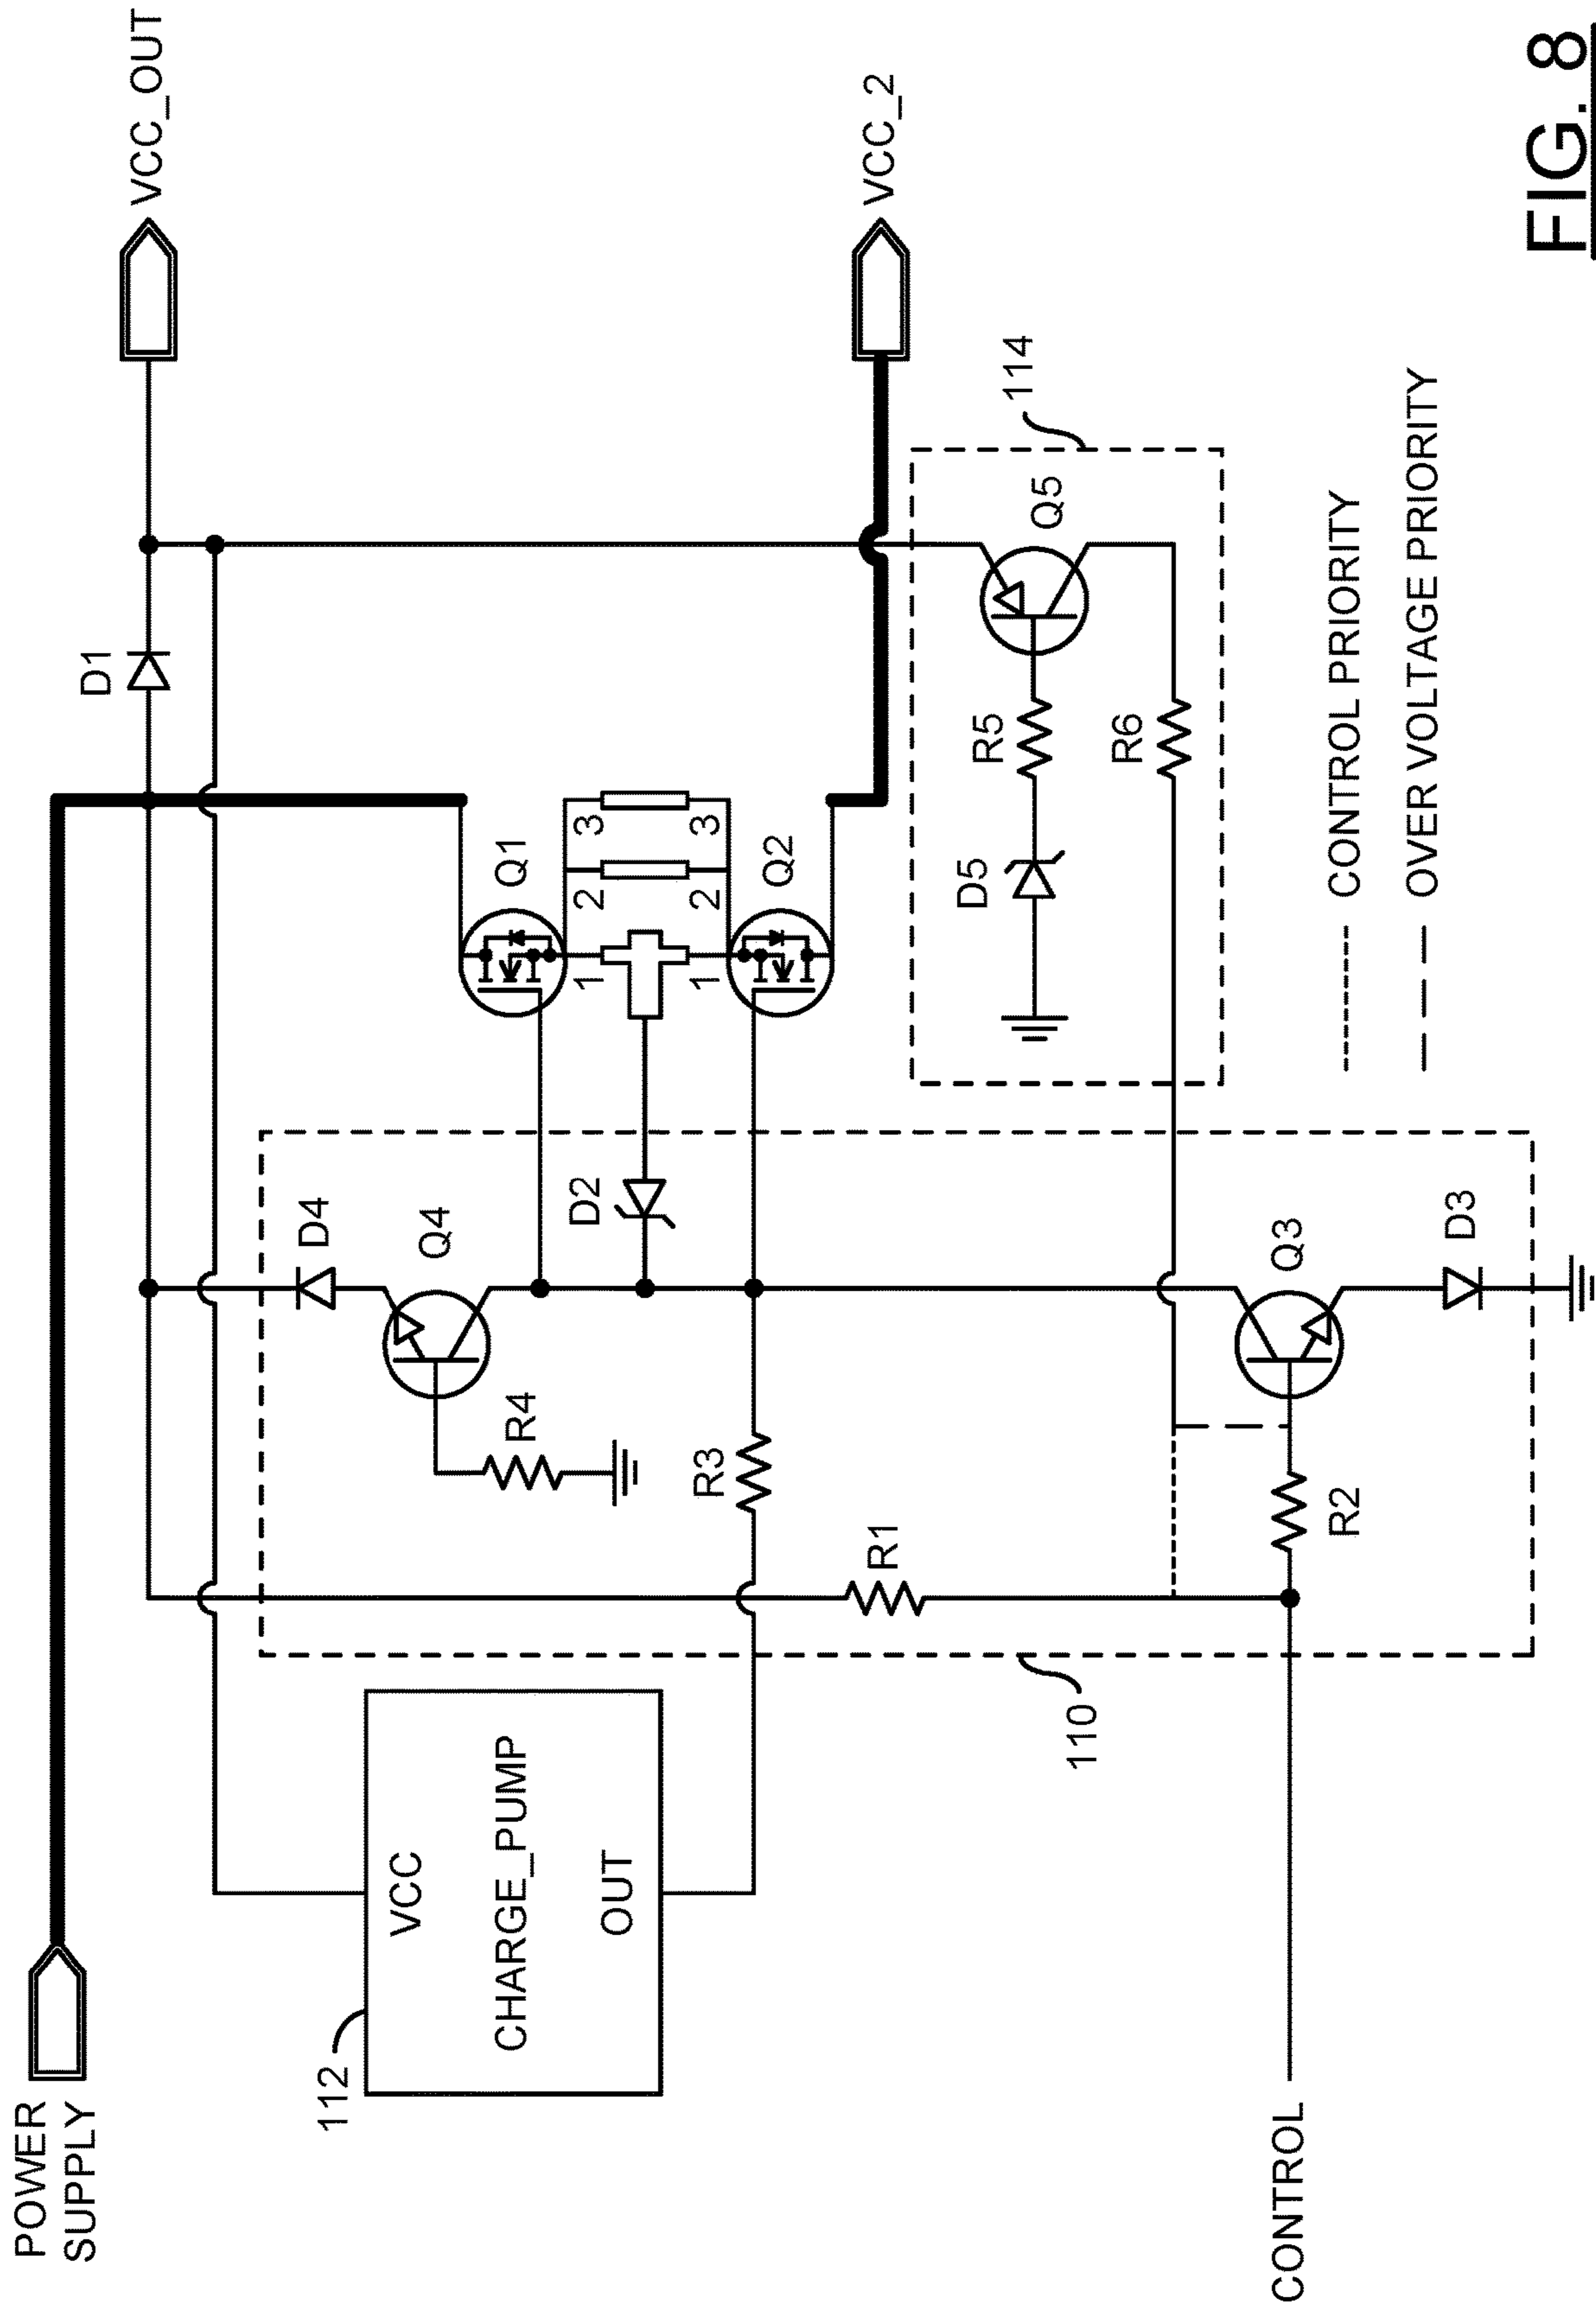 POWER
SUPPLY
VCC_OUT
D1
112
VCC
CHARGE_PUMP
OUT
D4
Q4
R4
D2
Q1
1
2
3
1
2
3
Q2
VCC_2
R3
R1
114
D5
R5
Q5
R6
110
CONTROL
R2
Q3
D3
CONTROL PRIORITY
OVER VOLTAGE PRIORITY
FIG. 8